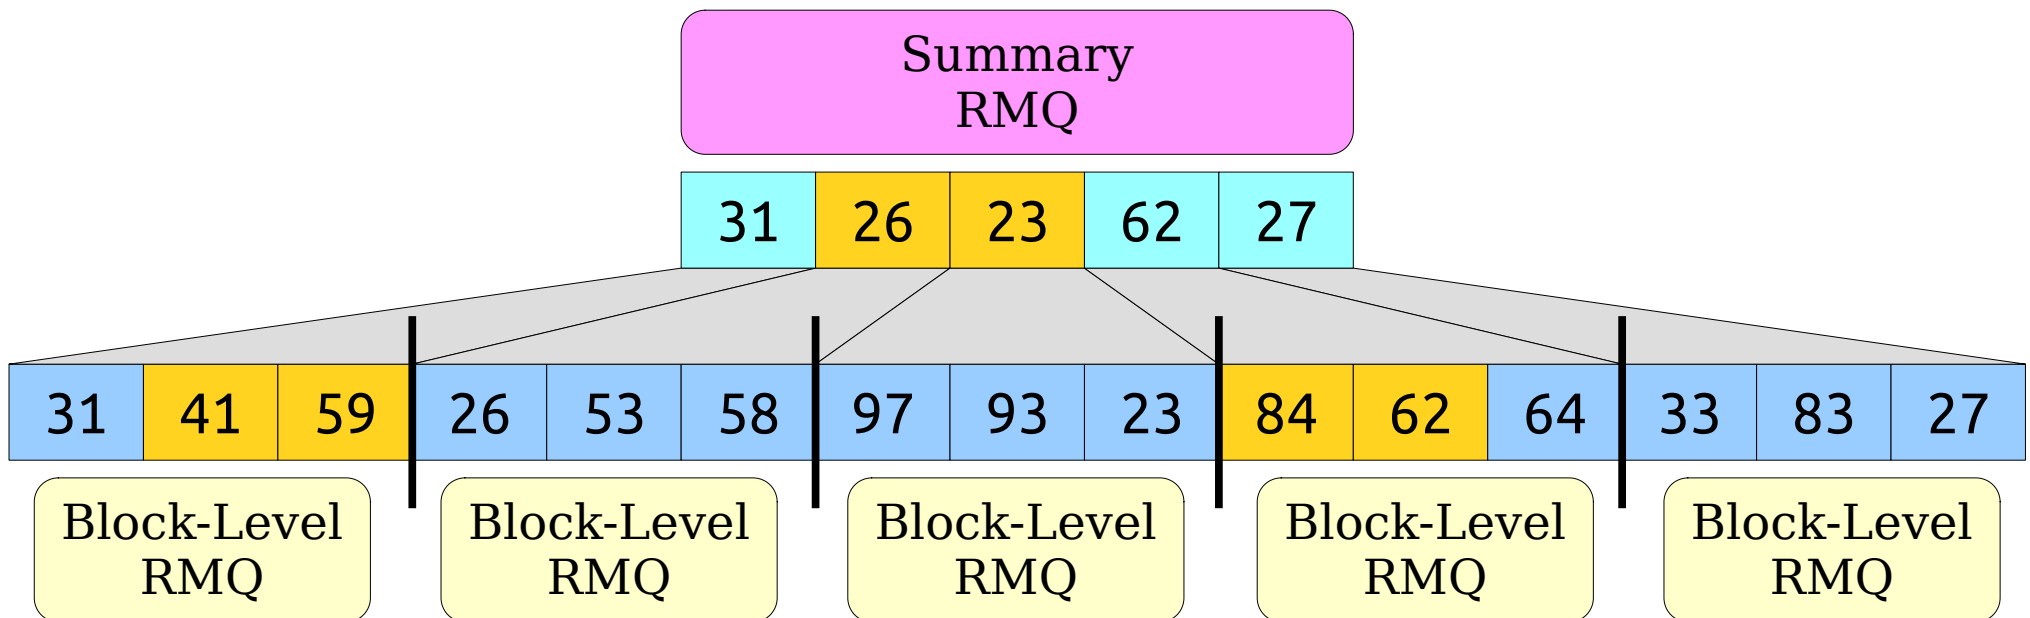 Summary
RMQ
31 26 23 62 27
31 41 59 26 53 58 97 93 23 84 62 64 33 83 27
Block-Level Block-Level Block-Level Block-Level Block-Level
RMQ RMQ RMQ RMQ RMQ